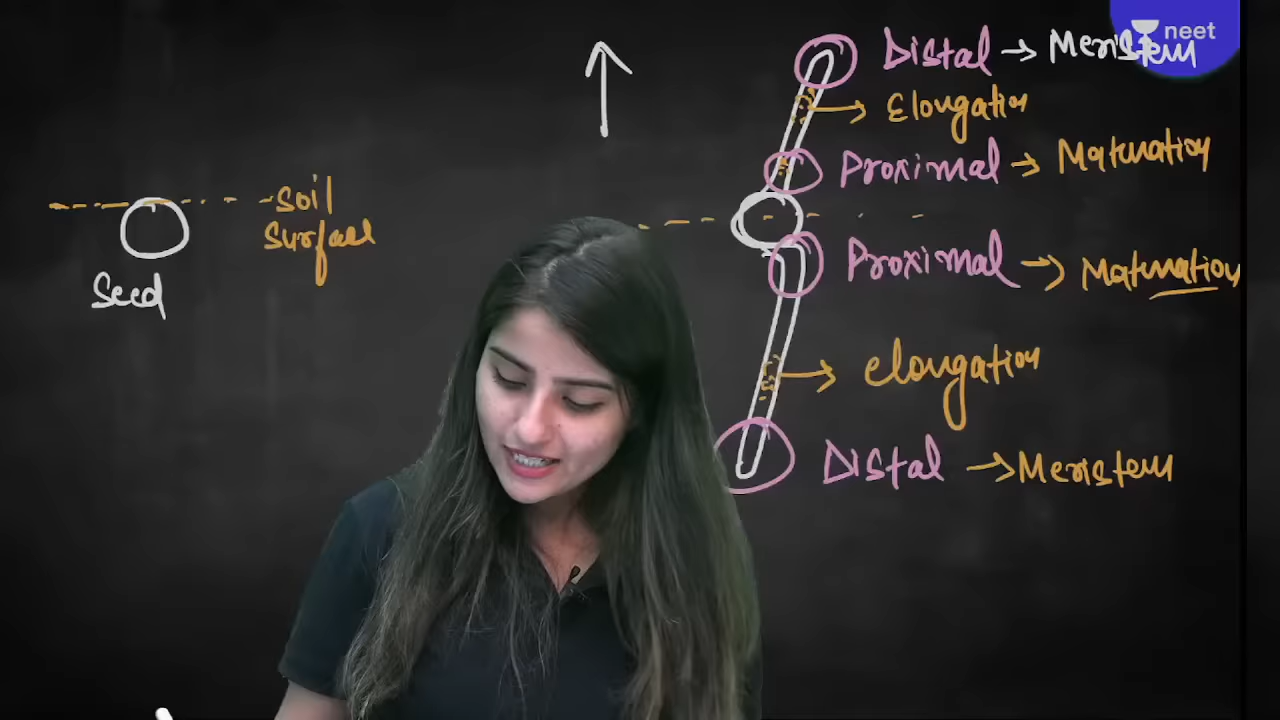 neet
Distal → Meristem
→ Elongation
Proximal → Maturation
Soil
Surface
Seed
Proximal → Maturation
→ elongation
Distal → Meristem